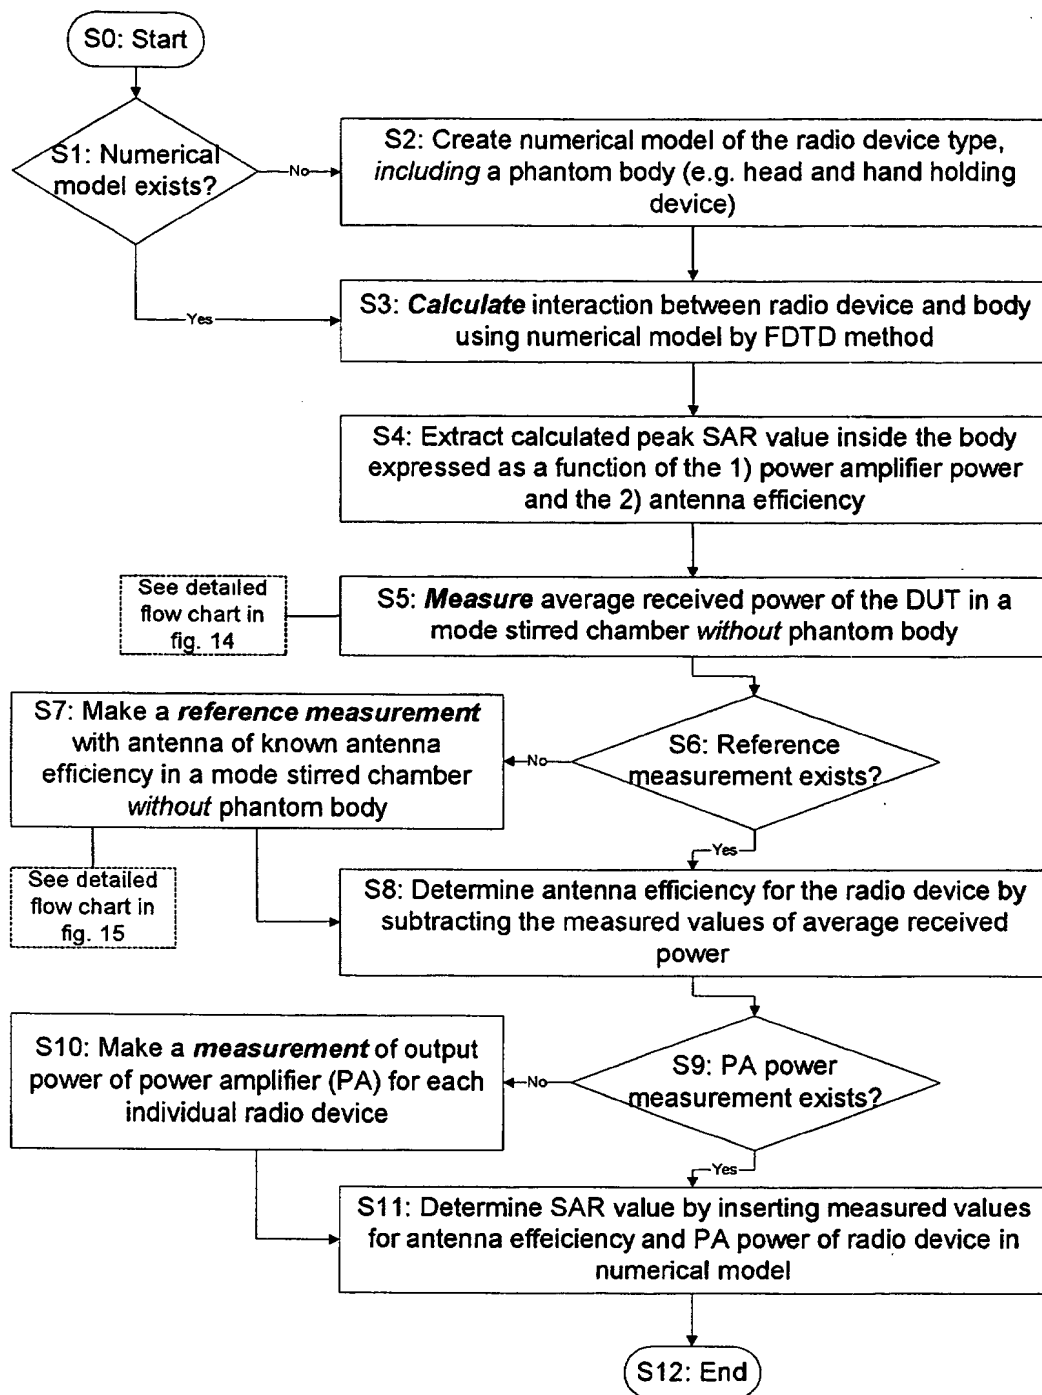 S0: Start
S1: Numerical
model exists?
No
S2: Create numerical model of the radio device type,
including a phantom body (e.g. head and hand holding
device)
Yes
S3: Calculate interaction between radio device and body
using numerical model by FDTD method
S4: Extract calculated peak SAR value inside the body
expressed as a function of the 1) power amplifier power
and the 2) antenna efficiency
See detailed
flow chart in
fig. 14
S5: Measure average received power of the DUT in a
mode stirred chamber without phantom body
S6: Reference
measurement exists?
No
S7: Make a reference measurement
with antenna of known antenna
efficiency in a mode stirred chamber
without phantom body
See detailed
flow chart in
fig. 15
Yes
S8: Determine antenna efficiency for the radio device by
subtracting the measured values of average received
power
S9: PA power
measurement exists?
No
S10: Make a measurement of output
power of power amplifier (PA) for each
individual radio device
Yes
S11: Determine SAR value by inserting measured values
for antenna effeiciency and PA power of radio device in
numerical model
S12: End